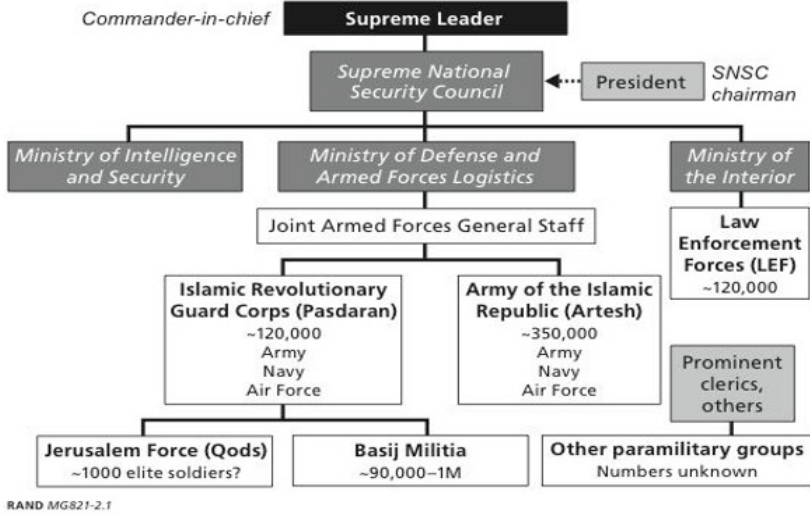 Commander-in-chief
Supreme Leader
Supreme National
Security Council
President
SNSC
chairman
Ministry of Intelligence
and Security
Ministry of Defense and
Armed Forces Logistics
Ministry of
the Interior
Joint Armed Forces General Staff
Law
Enforcement
Forces (LEF)
~120,000
Islamic Revolutionary
Guard Corps (Pasdaran)
~120,000
Army
Navy
Air Force
Army of the Islamic
Republic (Artesh)
~350,000
Army
Navy
Air Force
Prominent
clerics,
others
Jerusalem Force (Qods)
~1000 elite soldiers?
Basij Militia
~90,000–1M
Other paramilitary groups
Numbers unknown
RAND MG821-2.1